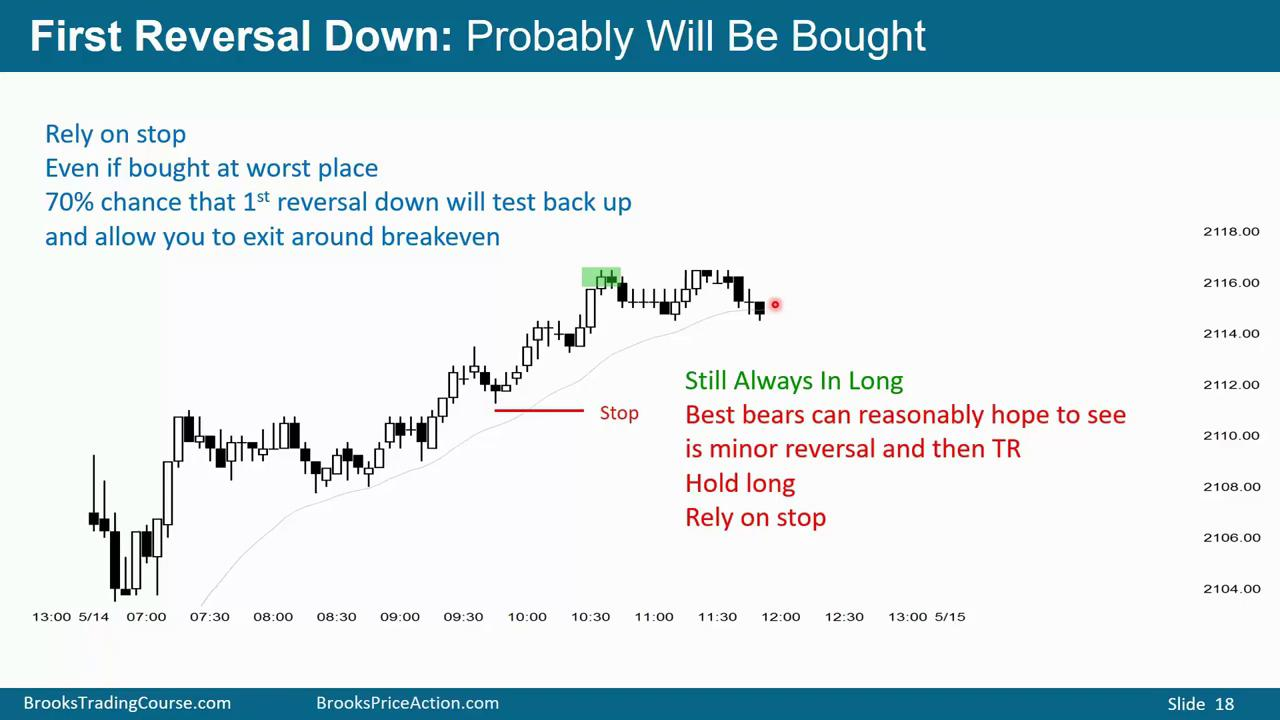 First Reversal Down: Probably Will Be Bought
Rely on stop
Even if bought at worst place
70% chance that 1st reversal down will test back up
and allow you to exit around breakeven
2118.00
2116.00
2114.00
2112.00
2110.00
2108.00
2106.00
2104.00
Stop
Still Always In Long
Best bears can reasonably hope to see
is minor reversal and then TR
Hold long
Rely on stop
13:00 5/14 07:00 07:30 08:00 08:30 09:00 09:30 10:00 10:30 11:00 11:30 12:00 12:30 13:00 5/15
BrooksTradingCourse.com BrooksPriceAction.com Slide 18